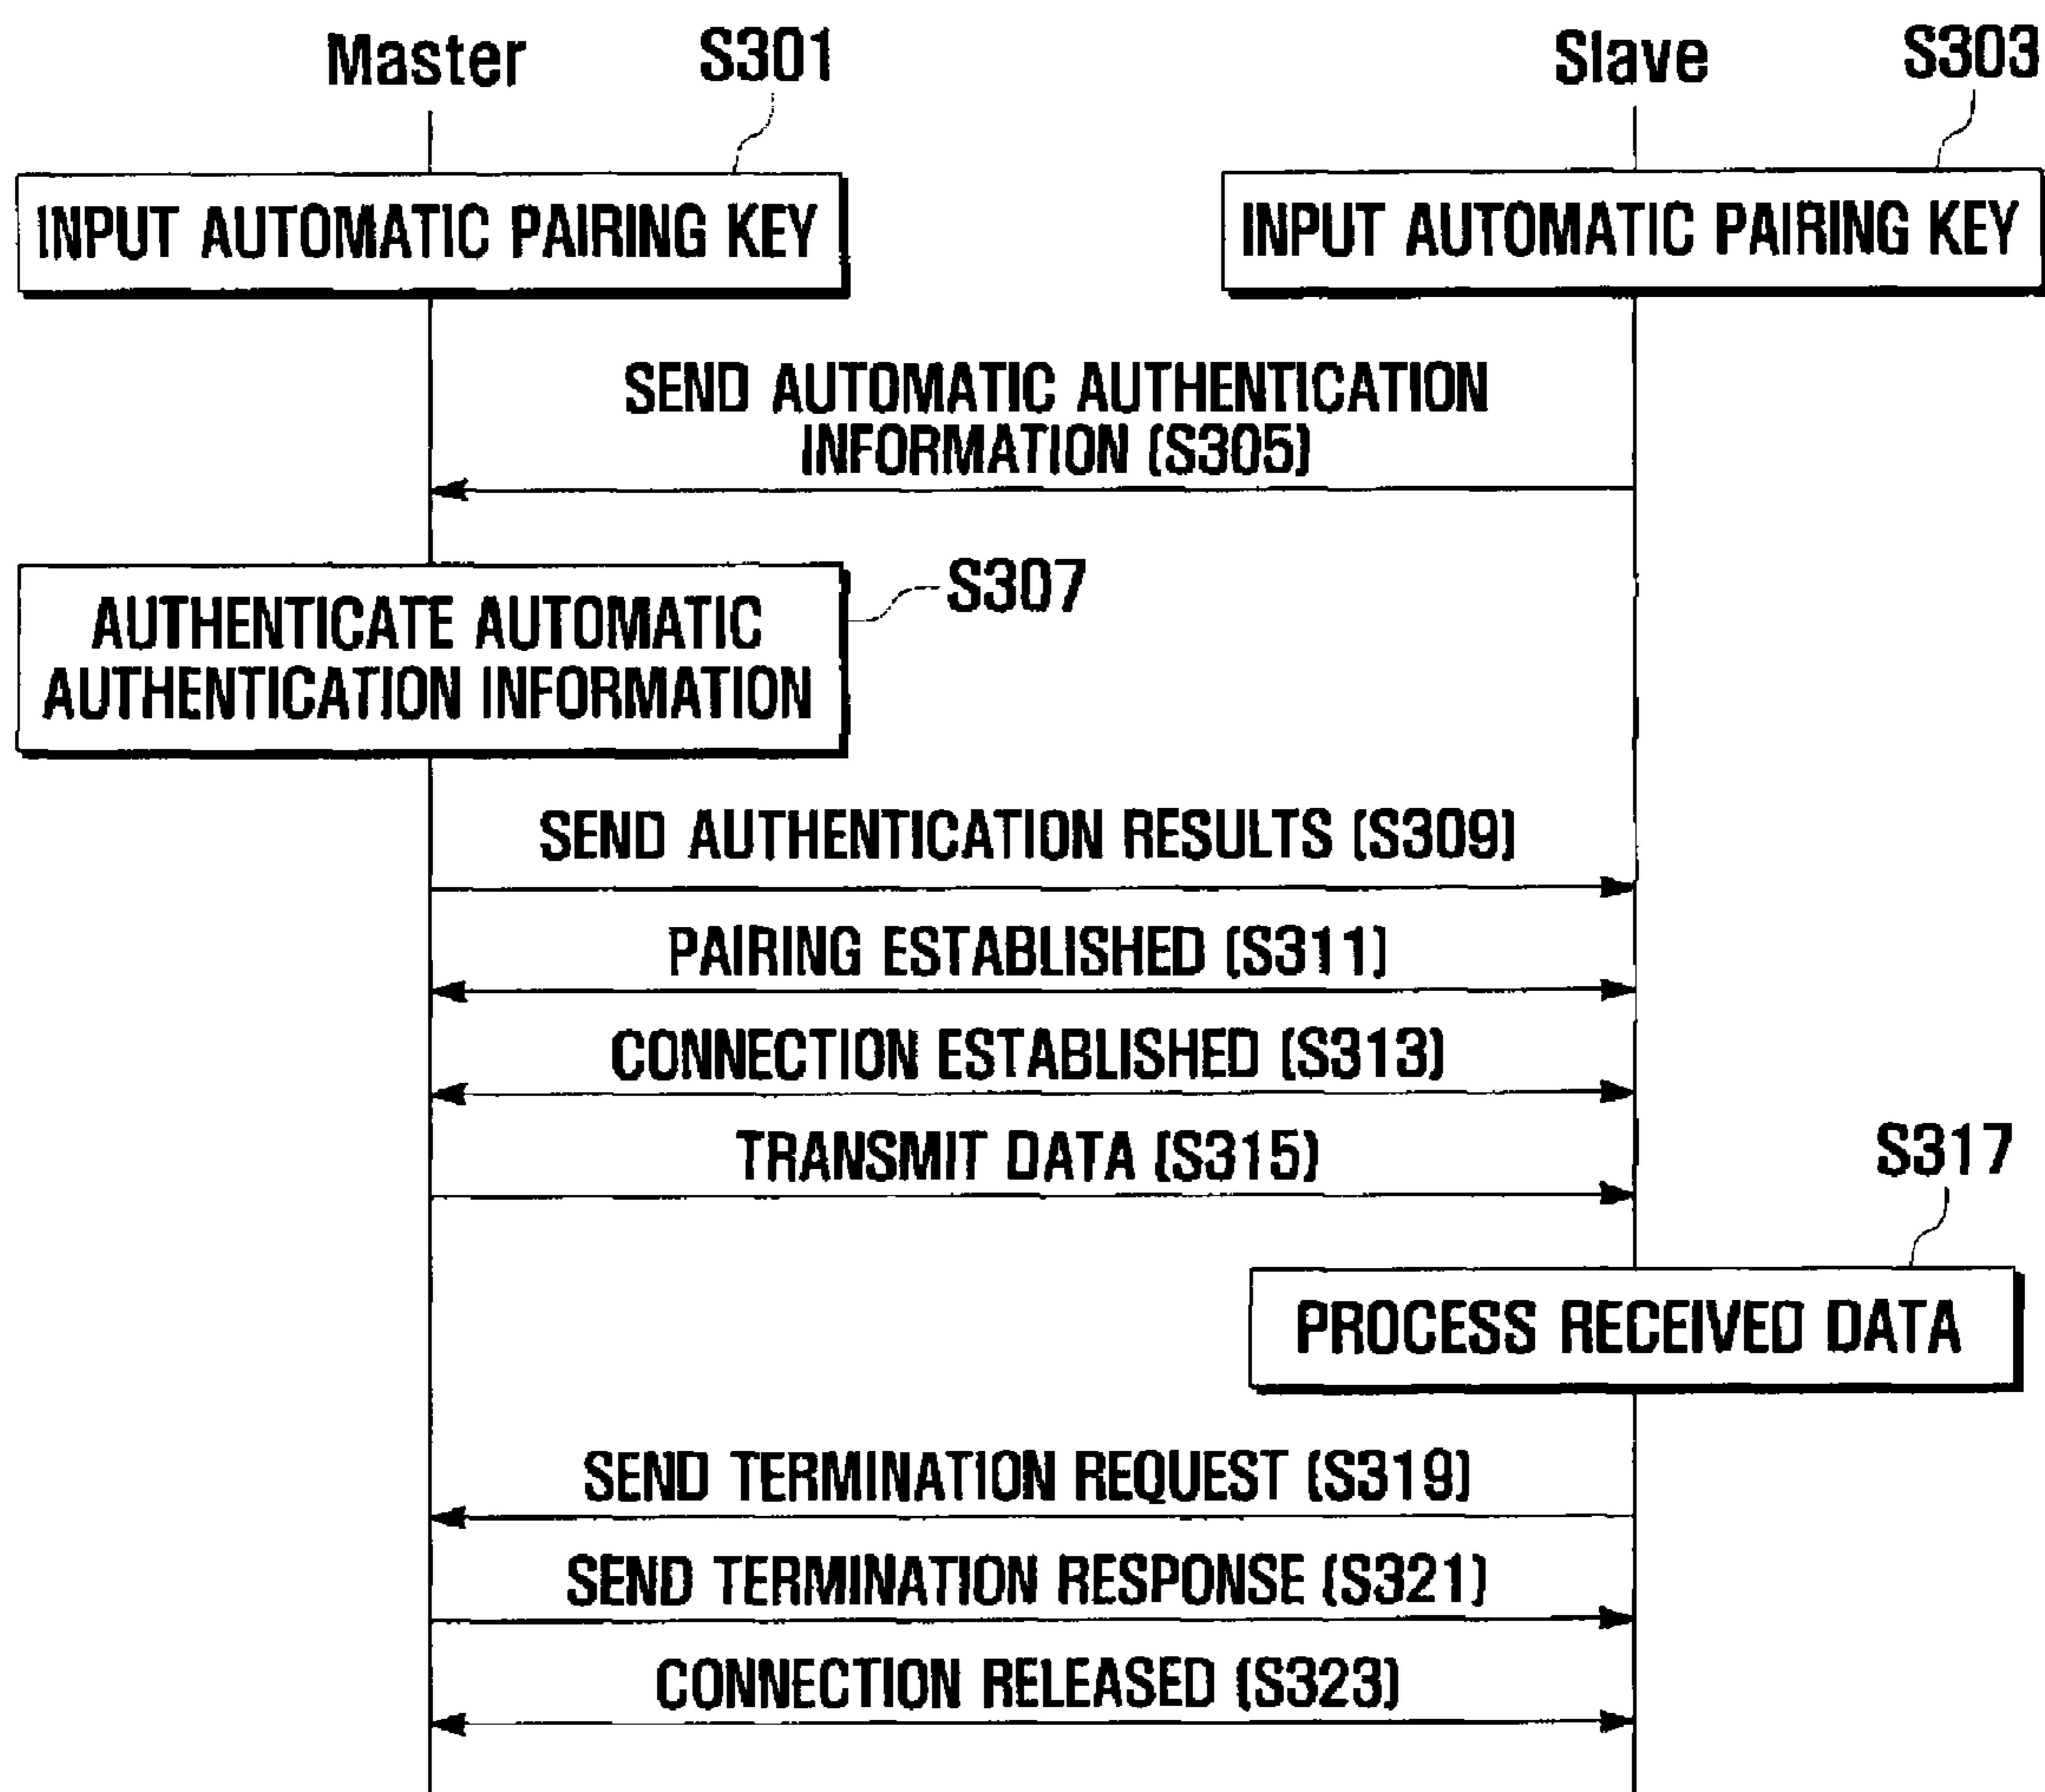 Master
S301
Slave
S303
INPUT AUTOMATIC PAIRING KEY
INPUT AUTOMATIC PAIRING KEY
SEND AUTOMATIC AUTHENTICATION
INFORMATION (S305)
AUTHENTICATE AUTOMATIC
AUTHENTICATION INFORMATION
S307
SEND AUTHENTICATION RESULTS (S309)
PAIRING ESTABLISHED (S311)
CONNECTION ESTABLISHED (S313)
TRANSMIT DATA (S315)
S317
PROCESS RECEIVED DATA
SEND TERMINATION REQUEST (S319)
SEND TERMINATION RESPONSE (S321)
CONNECTION RELEASED (S323)